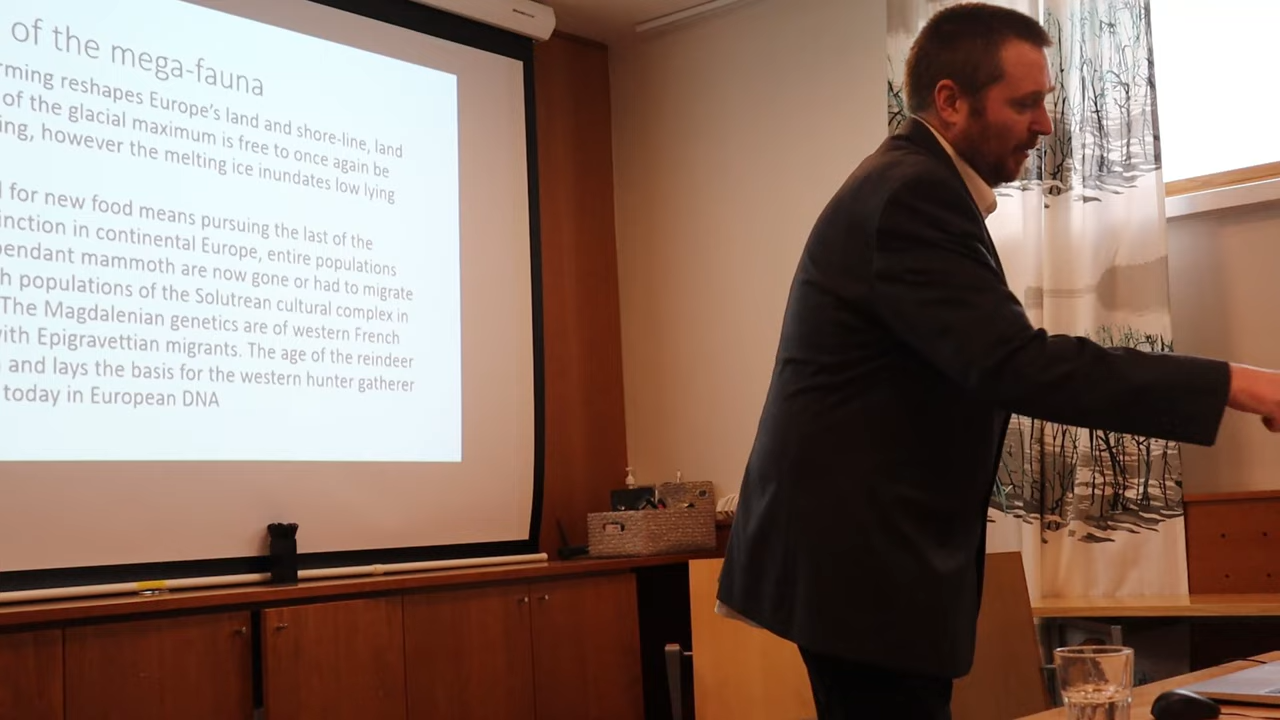 of the mega-fauna
rming reshapes Europe's land and shore-line, land
of the glacial maximum is free to once again be
ing, however the melting ice inundates low lying
l for new food means pursuing the last of the
inction in continental Europe, entire populations
pendant mammoth are now gone or had to migrate
h populations of the Solutrean cultural complex in
The Magdalenian genetics are of western French
with Epigravettian migrants. The age of the reindeer
and lays the basis for the western hunter gatherer
today in European DNA